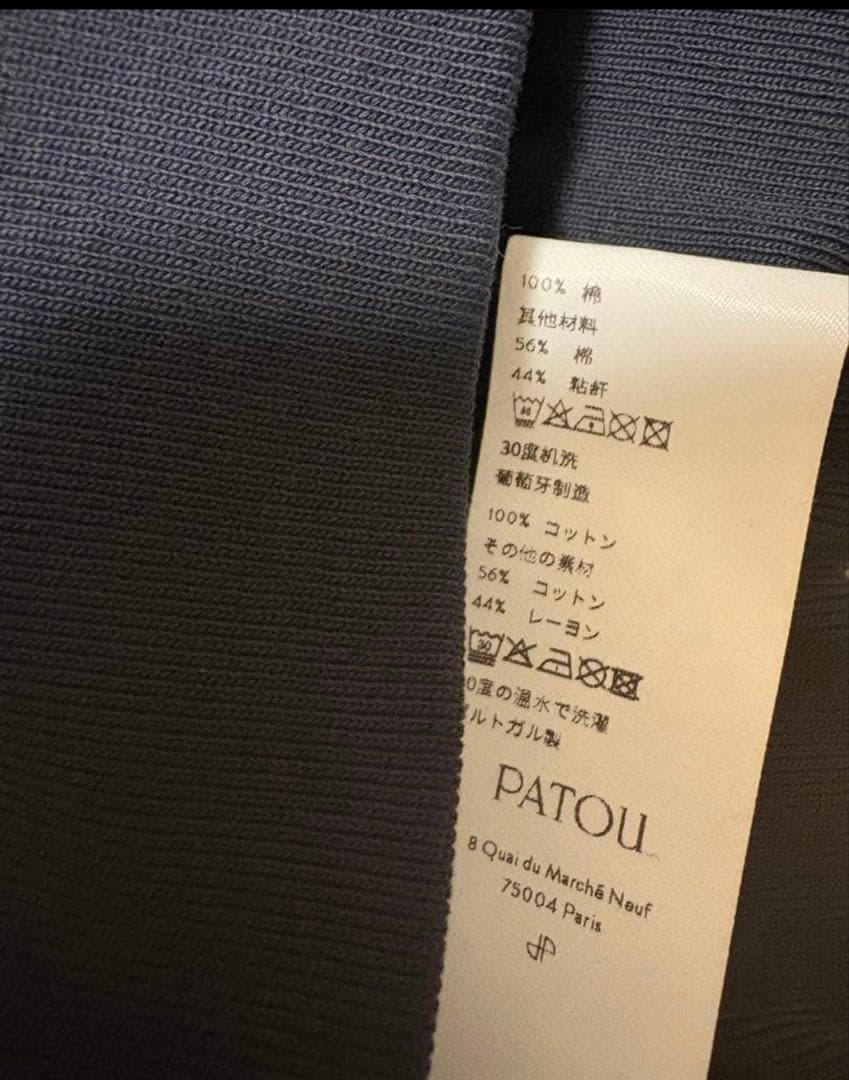 100% 棉
其他材料
56% 棉
44% 粘纤
30度机洗
葡萄牙制造
100% コットン
その他の素材
56% コットン
44% レーヨン
30
0度の温水で洗濯
ルトガル製
PATOU
8 Quai du Marché Neuf
75004 Paris
JP